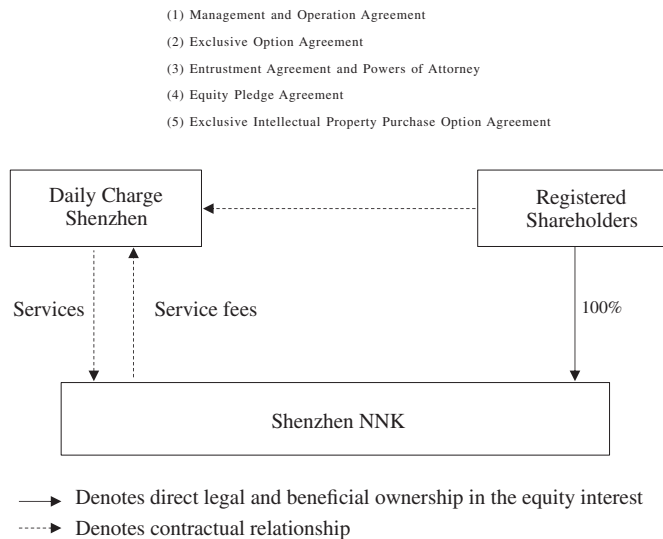 (1) Management and Operation Agreement
(2) Exclusive Option Agreement
(3) Entrustment Agreement and Powers of Attorney
(4) Equity Pledge Agreement
(5) Exclusive Intellectual Property Purchase Option Agreement
Daily Charge
Shenzhen
Registered
Shareholders
Services
Service fees
100%
Shenzhen NNK
Denotes direct legal and beneficial ownership in the equity interest
Denotes contractual relationship